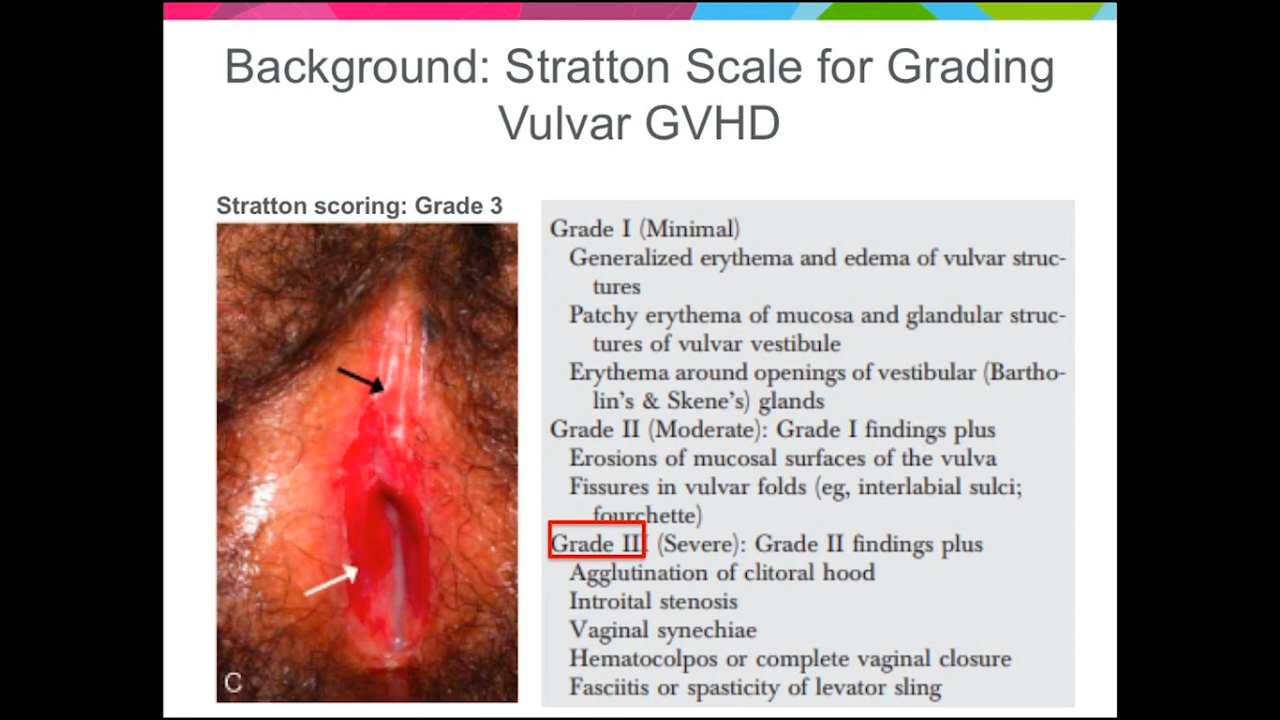 Background: Stratton Scale for Grading
Vulvar GVHD
Stratton scoring: Grade 3
C
Grade I (Minimal)
Generalized erythema and edema of vulvar struc-
tures
Patchy erythema of mucosa and glandular struc-
tures of vulvar vestibule
Erythema around openings of vestibular (Bartho-
lin's & Skene's) glands
Grade II (Moderate): Grade I findings plus
Erosions of mucosal surfaces of the vulva
Fissures in vulvar folds (eg, interlabial sulci;
fourchette)
Grade III (Severe): Grade II findings plus
Agglutination of clitoral hood
Introital stenosis
Vaginal synechiae
Hematocolpos or complete vaginal closure
Fasciitis or spasticity of levator sling